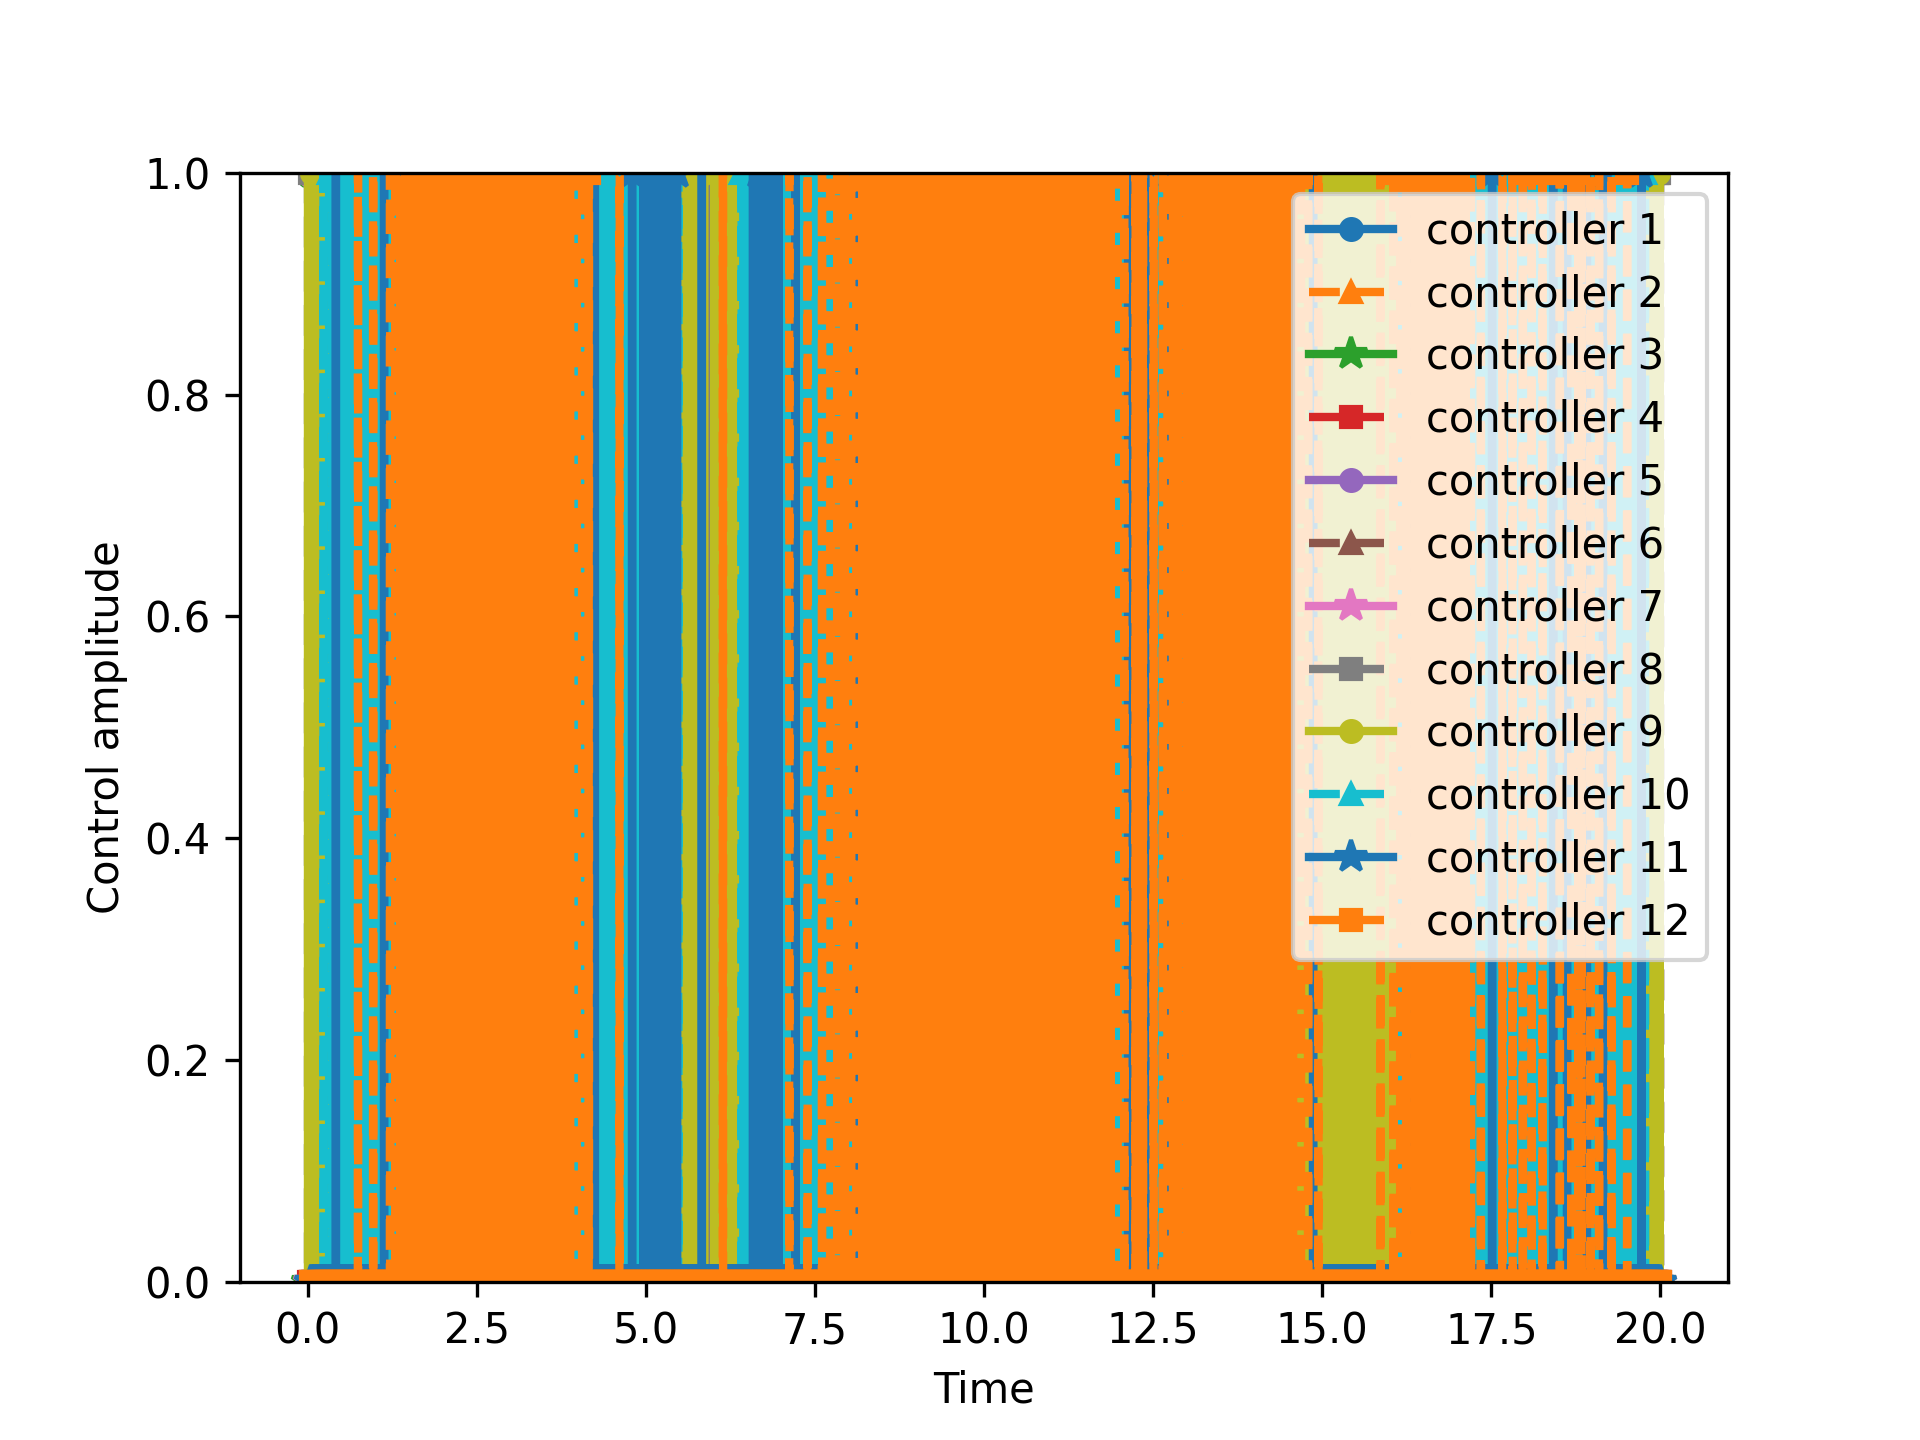 1.0
0.8
0.6
0.4
0.2
0.0
Control amplitude
0.0 2.5 5.0 7.5 10.0 12.5 15.0 17.5 20.0
Time
controller 1
controller 2
controller 3
controller 4
controller 5
controller 6
controller 7
controller 8
controller 9
controller 10
controller 11
controller 12